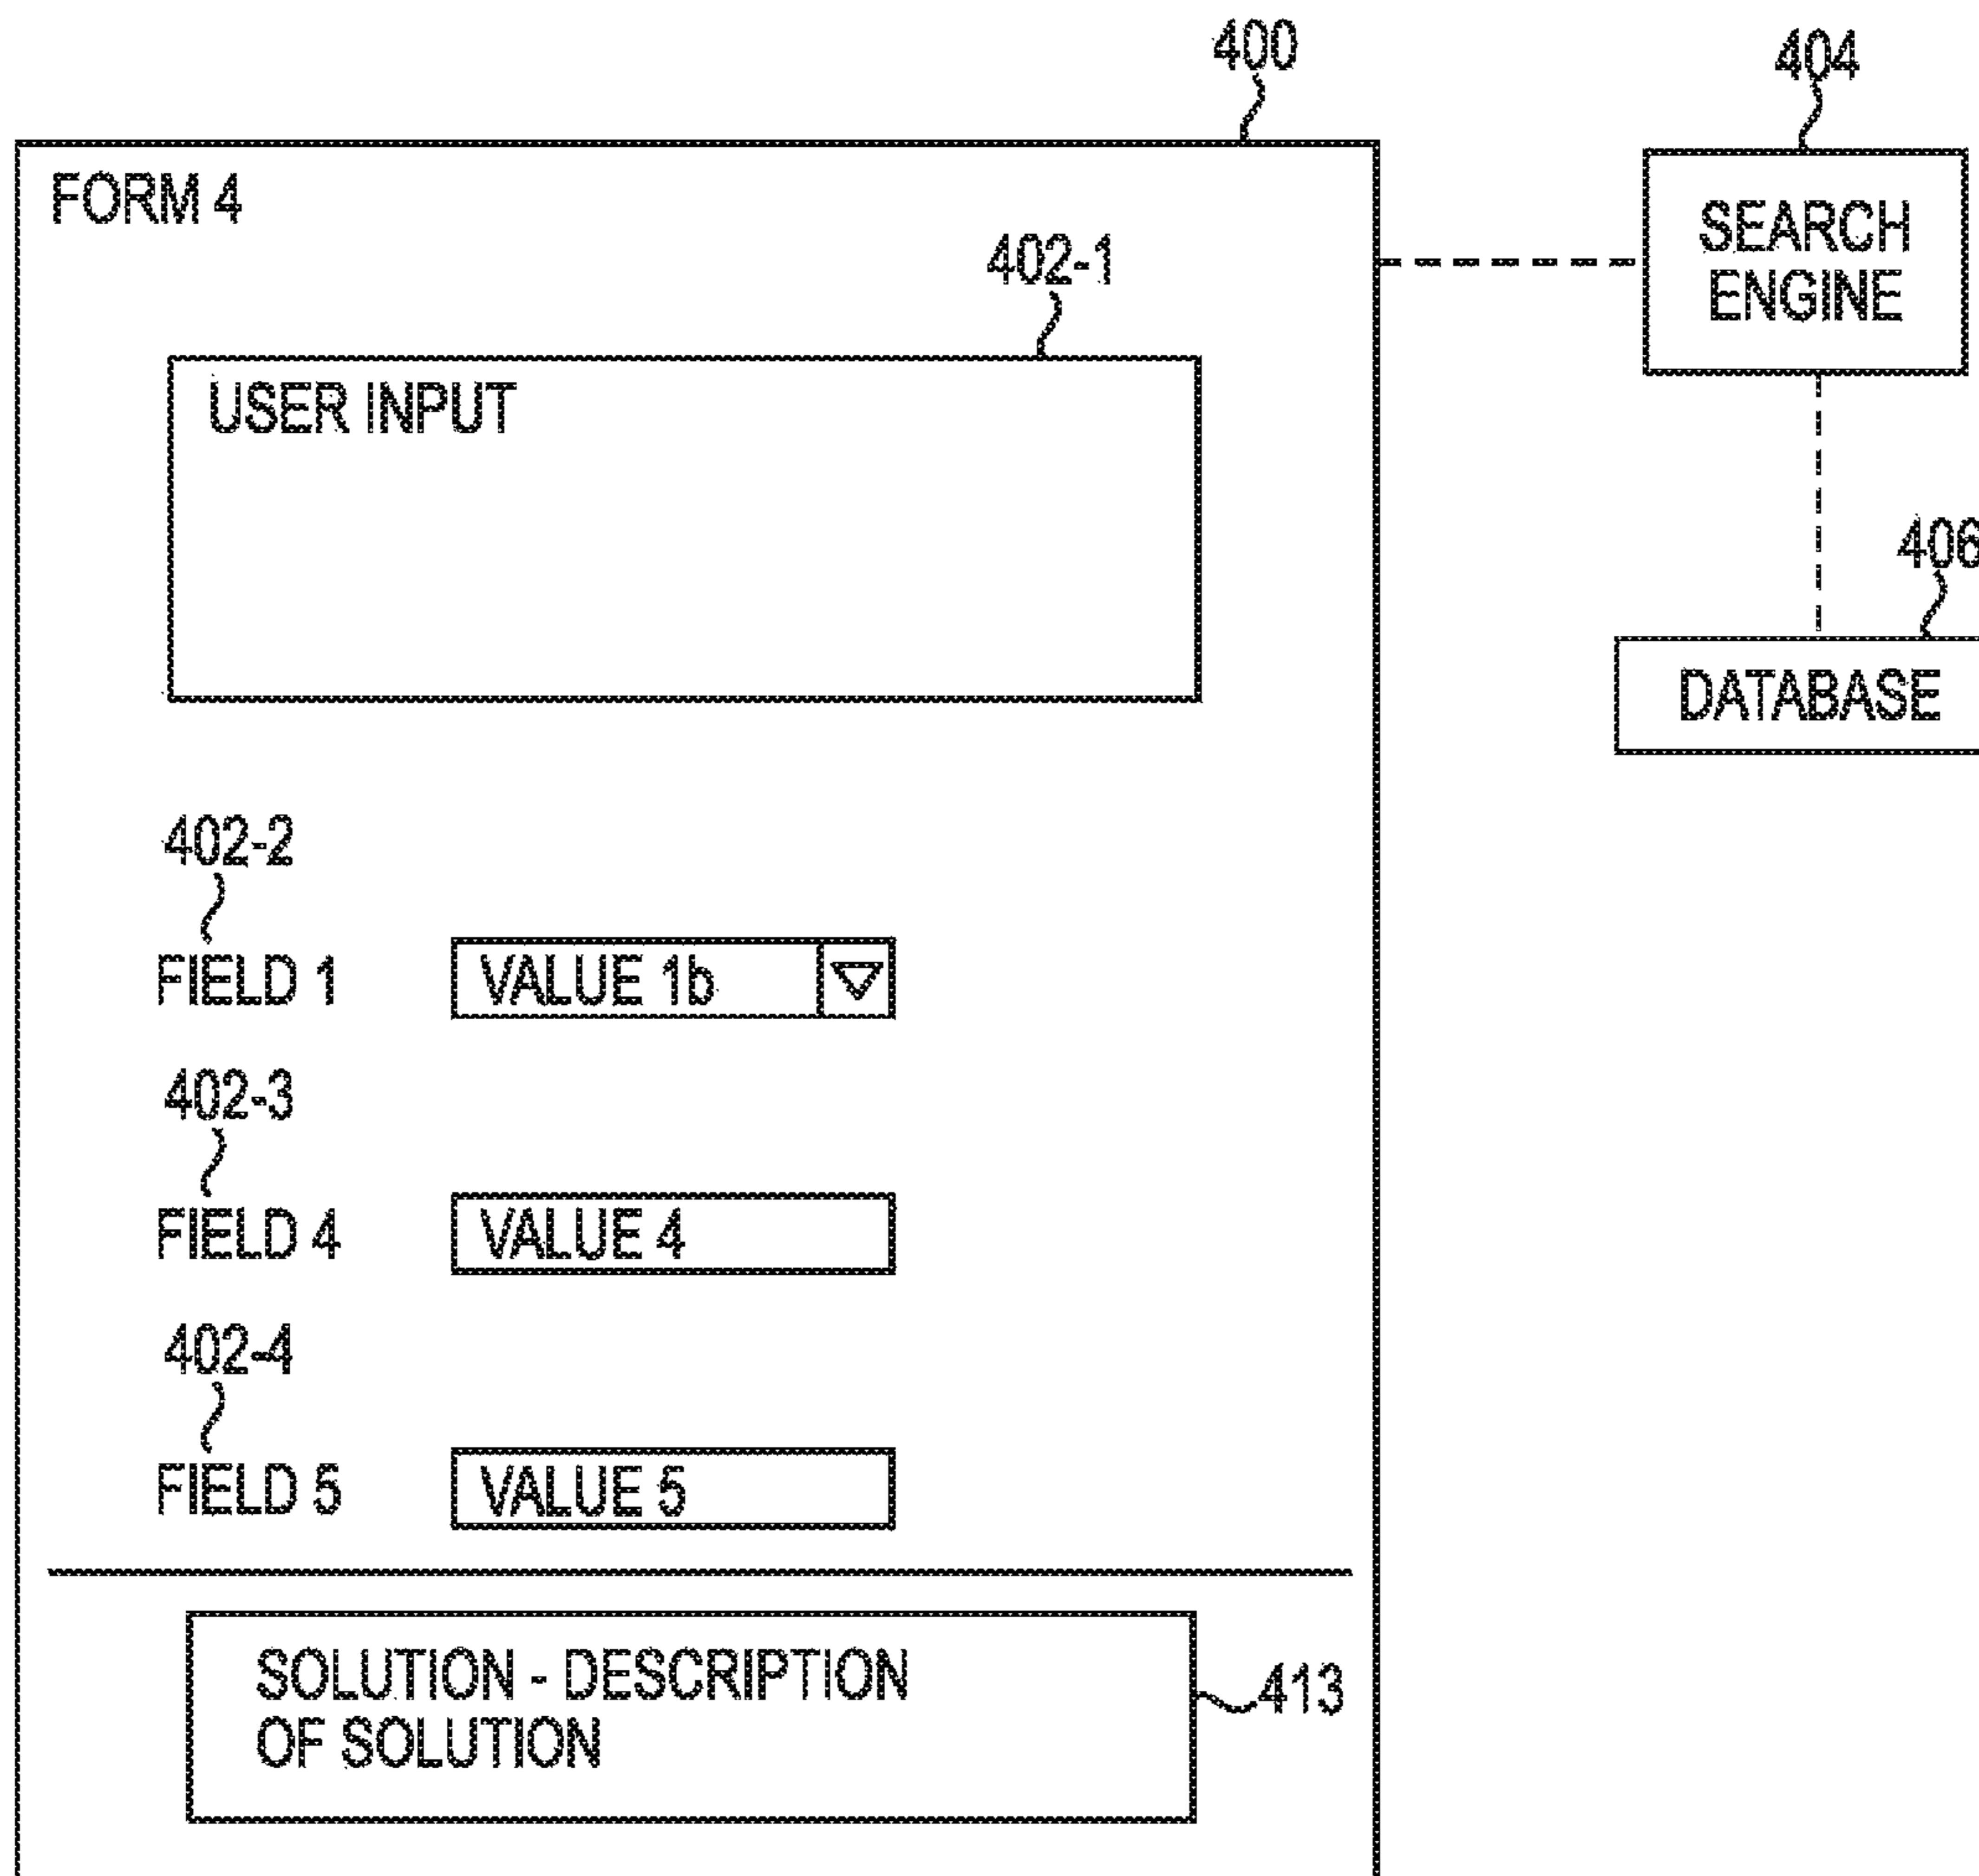 400
404
FORM 4
402-1
SEARCH
ENGINE
USER INPUT
406
DATABASE
402-2
FIELD 1 VALUE 1b
402-3
FIELD 4 VALUE 4
402-4
FIELD 5 VALUE 5
SOLUTION - DESCRIPTION
OF SOLUTION
413